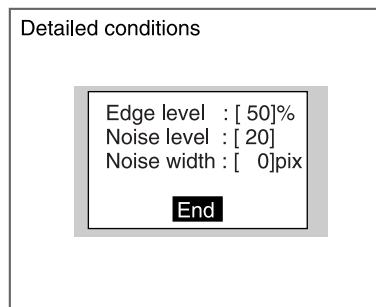 Detailed conditions
Edge level : [ 50]%
Noise level : [ 20]
Noise width : [ 0]pix
End